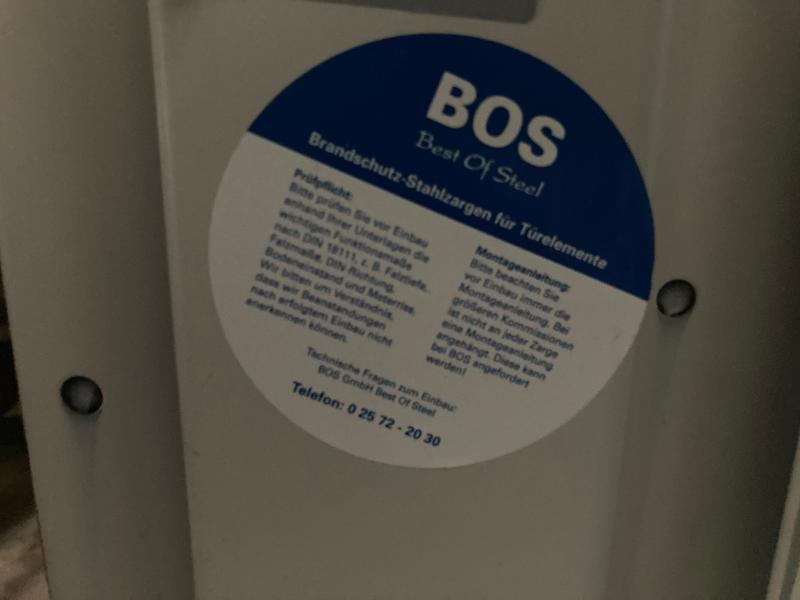 BOS
Best Of Steel
Brandschutz-Stahlzargen für Türelemente
Prüfpflicht:
Bitte prüfen Sie vor Einbau
anhand Ihrer Unterlagen die
wichtigen Funktionsmaße
nach DIN 18111, z. B. Falztiefe,
Falzmaße, DIN Richtung,
Bodeneinstand und Meterriss.
Wir bitten um Verständnis,
dass wir Beanstandungen
nach erfolgtem Einbau nicht
anerkennen können.
Montageanleitung:
Bitte beachten Sie
vor Einbau immer die
Montageanleitung. Bei
größeren Kommissionen
ist nicht an jeder Zarge
eine Montageanleitung
angehängt. Diese kann
bei BOS angefordert
werden!
Technische Fragen zum Einbau:
BOS GmbH Best Of Steel
Telefon: 0 25 72 - 20 30